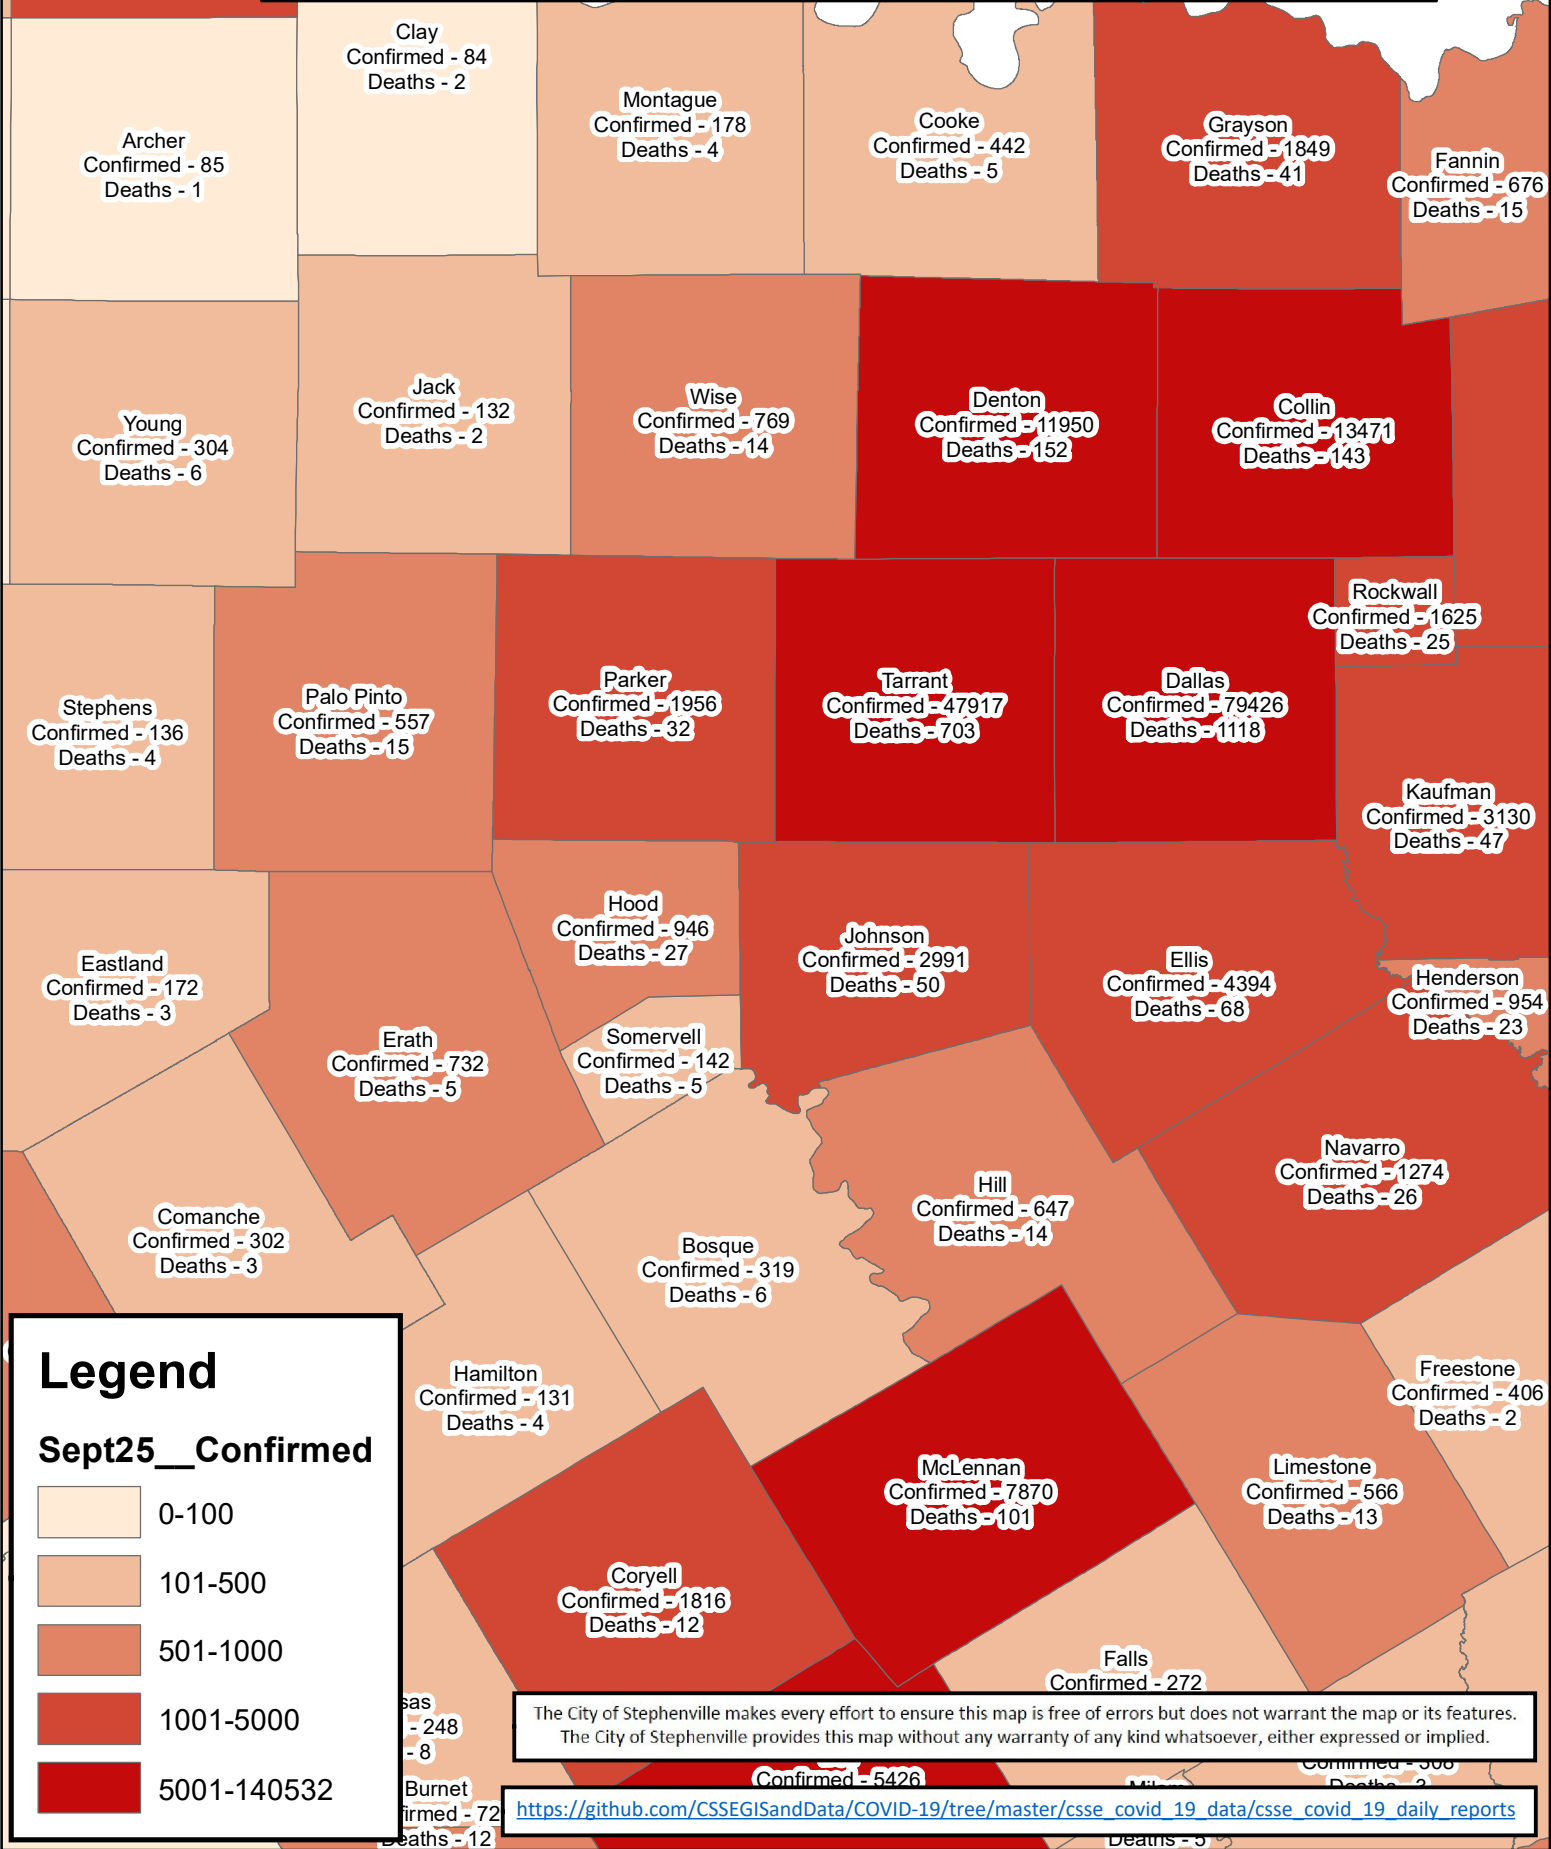 Clay
Confirmed - 84
Deaths - 2
Montague
Confirmed - 178
Deaths - 4
Cooke
Confirmed - 442
Deaths - 5
Grayson
Confirmed - 1849
Deaths - 41
Archer
Confirmed - 85
Deaths - 1
Fannin
Confirmed - 676
Deaths - 15
Young
Confirmed - 304
Deaths - 6
Jack
Confirmed - 132
Deaths - 2
Wise
Confirmed - 769
Deaths - 14
Denton
Confirmed - 11950
Deaths - 152
Collin
Confirmed - 13471
Deaths - 143
Rockwall
Confirmed - 1625
Deaths - 25
Stephens
Confirmed - 136
Deaths - 4
Palo Pinto
Confirmed - 557
Deaths - 15
Parker
Confirmed - 1956
Deaths - 32
Tarrant
Confirmed - 47917
Deaths - 703
Dallas
Confirmed - 79426
Deaths - 1118
Kaufman
Confirmed - 3130
Deaths - 47
Eastland
Confirmed - 172
Deaths - 3
Hood
Confirmed - 946
Deaths - 27
Johnson
Confirmed - 2991
Deaths - 50
Ellis
Confirmed - 4394
Deaths - 68
Henderson
Confirmed - 954
Deaths - 23
Erath
Confirmed - 732
Deaths - 5
Somervell
Confirmed - 142
Deaths - 5
Comanche
Confirmed - 302
Deaths - 3
Bosque
Confirmed - 319
Deaths - 6
Hill
Confirmed - 647
Deaths - 14
Navarro
Confirmed - 1274
Deaths - 26
Hamilton
Confirmed - 131
Deaths - 4
McLennan
Confirmed - 7870
Deaths - 101
Limestone
Confirmed - 566
Deaths - 13
Freestone
Confirmed - 406
Deaths - 2
Coryell
Confirmed - 1816
Deaths - 12
Falls
Confirmed - 272
sas
- 248
- 8
Burnet
firmed - 72
Deaths - 12
Confirmed - 5426
Milam
Deaths - 5
Confirmed - 308
Deaths - 3
Legend
Sept25__Confirmed
0-100
101-500
501-1000
1001-5000
5001-140532
The City of Stephenville makes every effort to ensure this map is free of errors but does not warrant the map or its features.
The City of Stephenville provides this map without any warranty of any kind whatsoever, either expressed or implied.
https://github.com/CSSEGISandData/COVID-19/tree/master/csse_covid_19_data/csse_covid_19_daily_reports